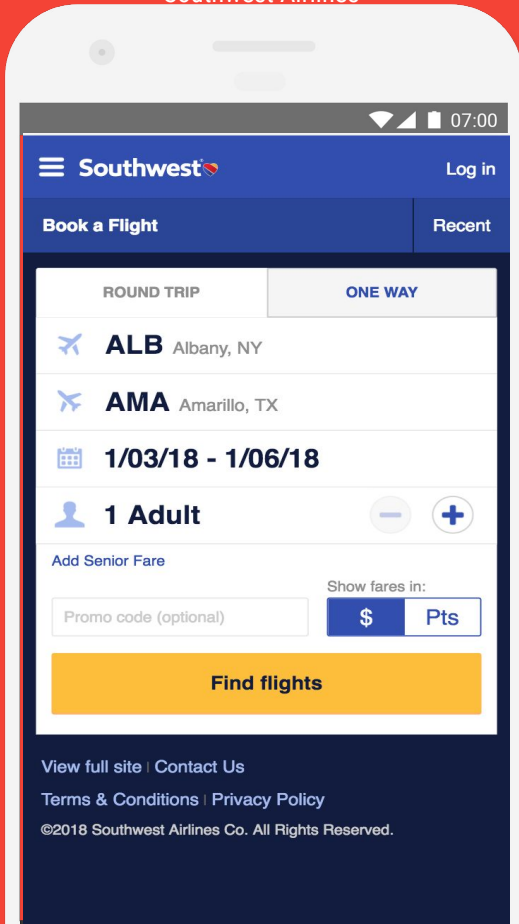 Southwest Airlines
07:00
Southwest
Log in
Book a Flight
Recent
ROUND TRIP
ONE WAY
ALB Albany, NY
AMA Amarillo, TX
1/03/18 - 1/06/18
1 Adult
Add Senior Fare
Show fares in:
Promo code (optional)
$ Pts
Find flights
View full site | Contact Us
Terms & Conditions | Privacy Policy
©2018 Southwest Airlines Co. All Rights Reserved.